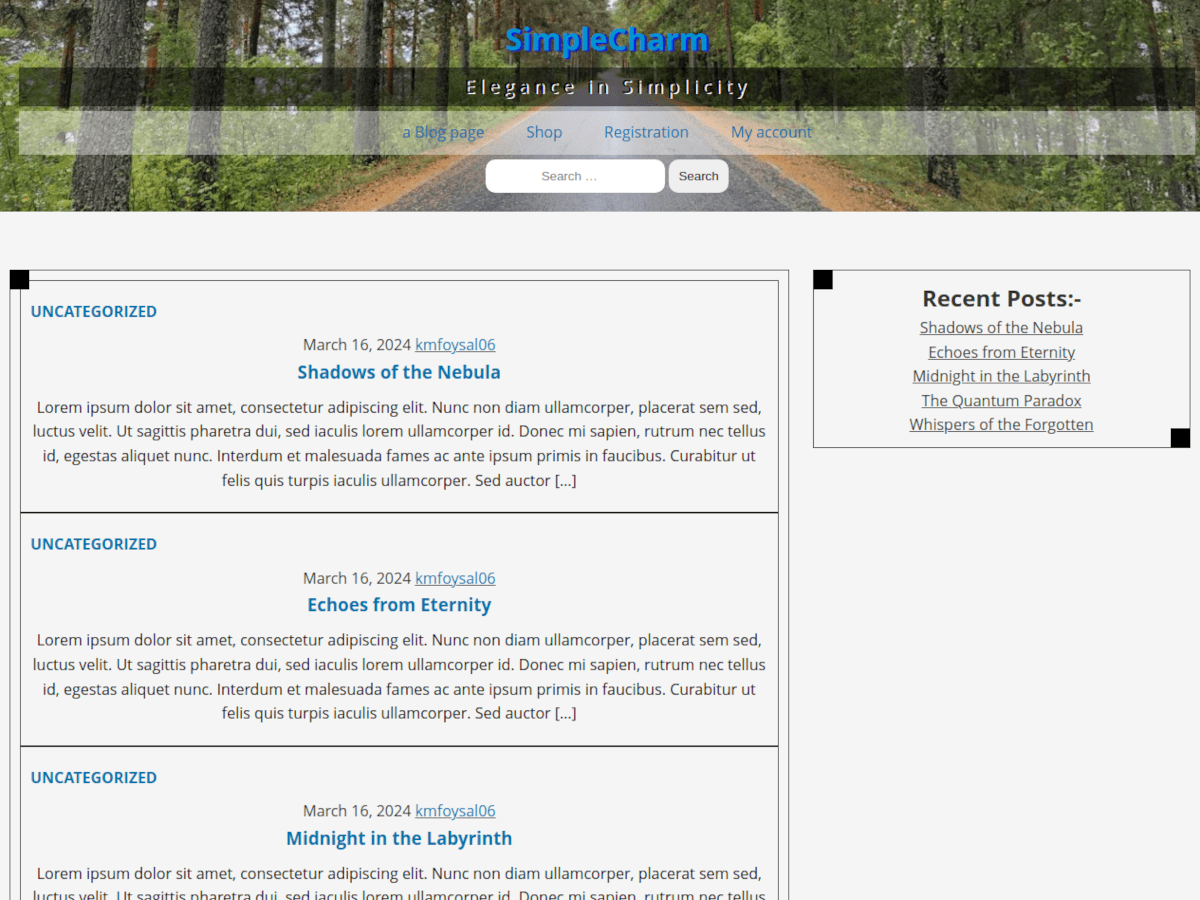 SimpleCharm
Elegance in Simplicity
a Blog page Shop Registration My account
Search … Search
UNCATEGORIZED
March 16, 2024 kmfoysal06
Shadows of the Nebula
Lorem ipsum dolor sit amet, consectetur adipiscing elit. Nunc non diam ullamcorper, placerat sem sed,
luctus velit. Ut sagittis pharetra dui, sed iaculis lorem ullamcorper id. Donec mi sapien, rutrum nec tellus
id, egestas aliquet nunc. Interdum et malesuada fames ac ante ipsum primis in faucibus. Curabitur ut
felis quis turpis iaculis ullamcorper. Sed auctor […]
UNCATEGORIZED
March 16, 2024 kmfoysal06
Echoes from Eternity
Lorem ipsum dolor sit amet, consectetur adipiscing elit. Nunc non diam ullamcorper, placerat sem sed,
luctus velit. Ut sagittis pharetra dui, sed iaculis lorem ullamcorper id. Donec mi sapien, rutrum nec tellus
id, egestas aliquet nunc. Interdum et malesuada fames ac ante ipsum primis in faucibus. Curabitur ut
felis quis turpis iaculis ullamcorper. Sed auctor […]
UNCATEGORIZED
March 16, 2024 kmfoysal06
Midnight in the Labyrinth
Lorem ipsum dolor sit amet, consectetur adipiscing elit. Nunc non diam ullamcorper, placerat sem sed,
luctus velit. Ut sagittis pharetra dui, sed iaculis lorem ullamcorper id. Donec mi sapien, rutrum nec tellus
Recent Posts:-
Shadows of the Nebula
Echoes from Eternity
Midnight in the Labyrinth
The Quantum Paradox
Whispers of the Forgotten